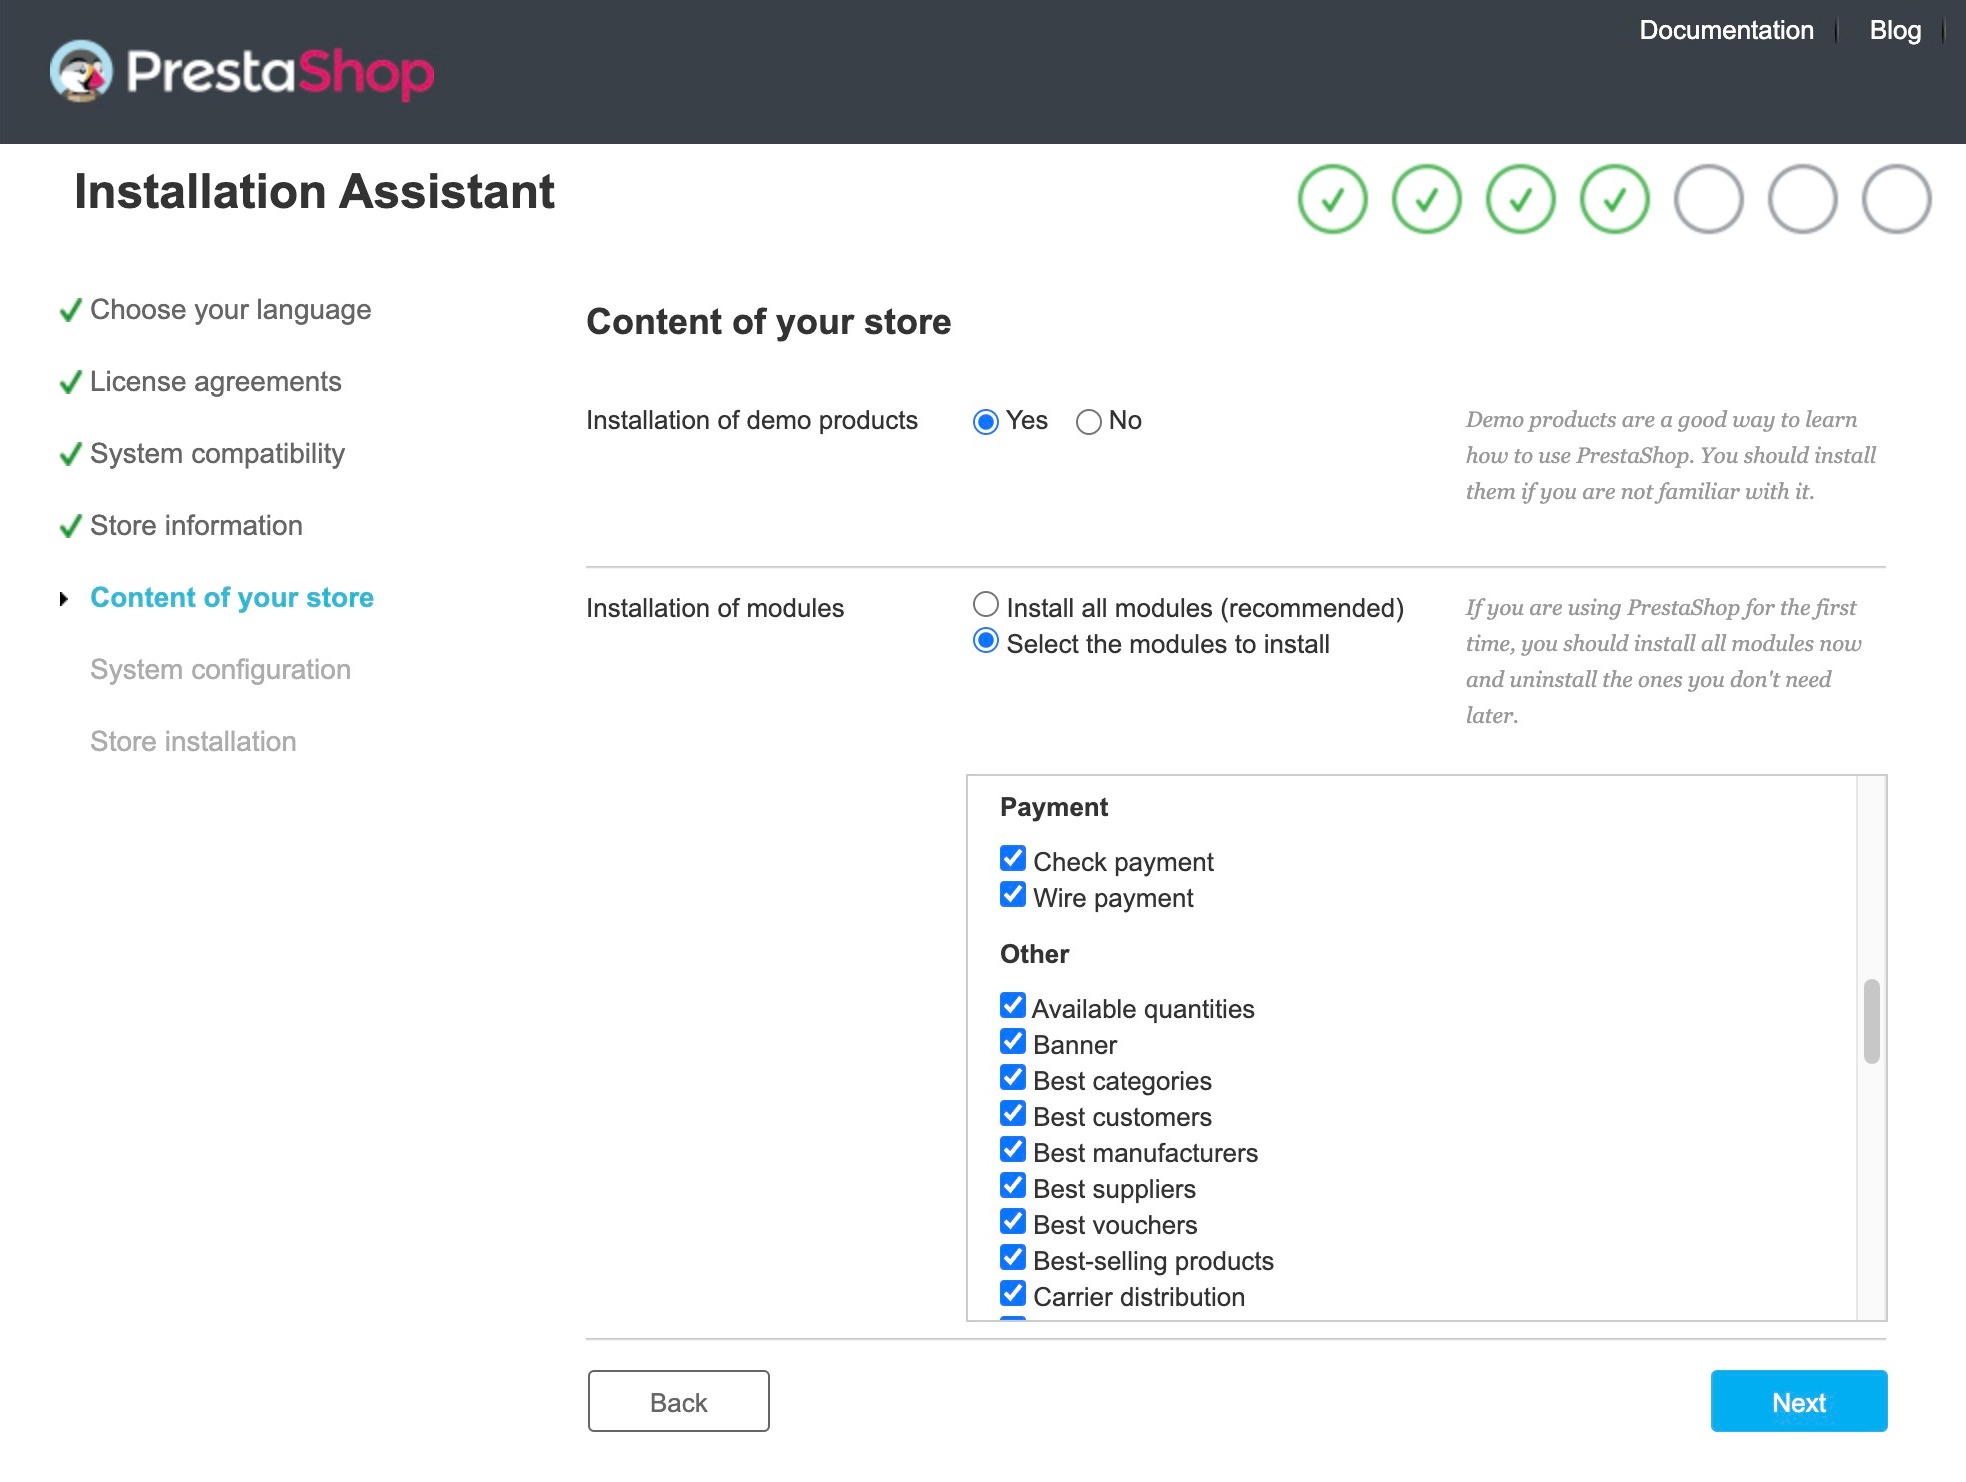 Documentation
Blog
PrestaShop
Installation Assistant
Choose your language
License agreements
System compatibility
Store information
Content of your store
System configuration
Store installation
Content of your store
Installation of demo products
Yes
No
Demo products are a good way to learn
how to use PrestaShop. You should install
them if you are not familiar with it.
Installation of modules
Install all modules (recommended)
Select the modules to install
If you are using PrestaShop for the first
time, you should install all modules now
and uninstall the ones you don't need
later.
Payment
Check payment
Wire payment
Other
Available quantities
Banner
Best categories
Best customers
Best manufacturers
Best suppliers
Best vouchers
Best-selling products
Carrier distribution
Back
Next